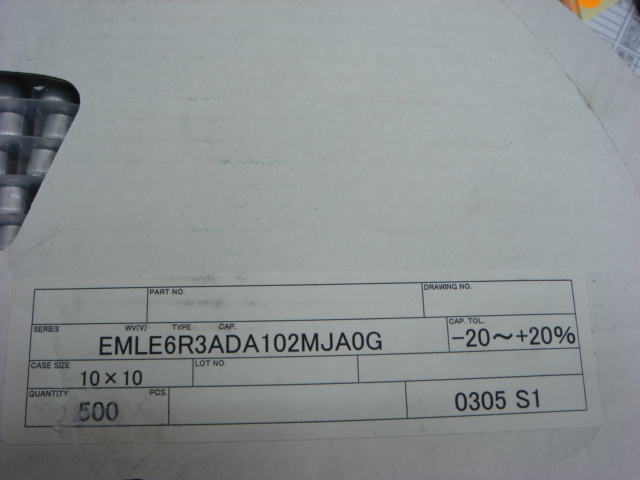 PART NO. DRAWING NO.
SERIES WV(V) TYPE CAP. CAP. TOL.
EMLE6R3ADA102MJA0G -20～+20%
CASE SIZE LOT NO.
10×10
QUANTITY PCS.
500 0305 S1